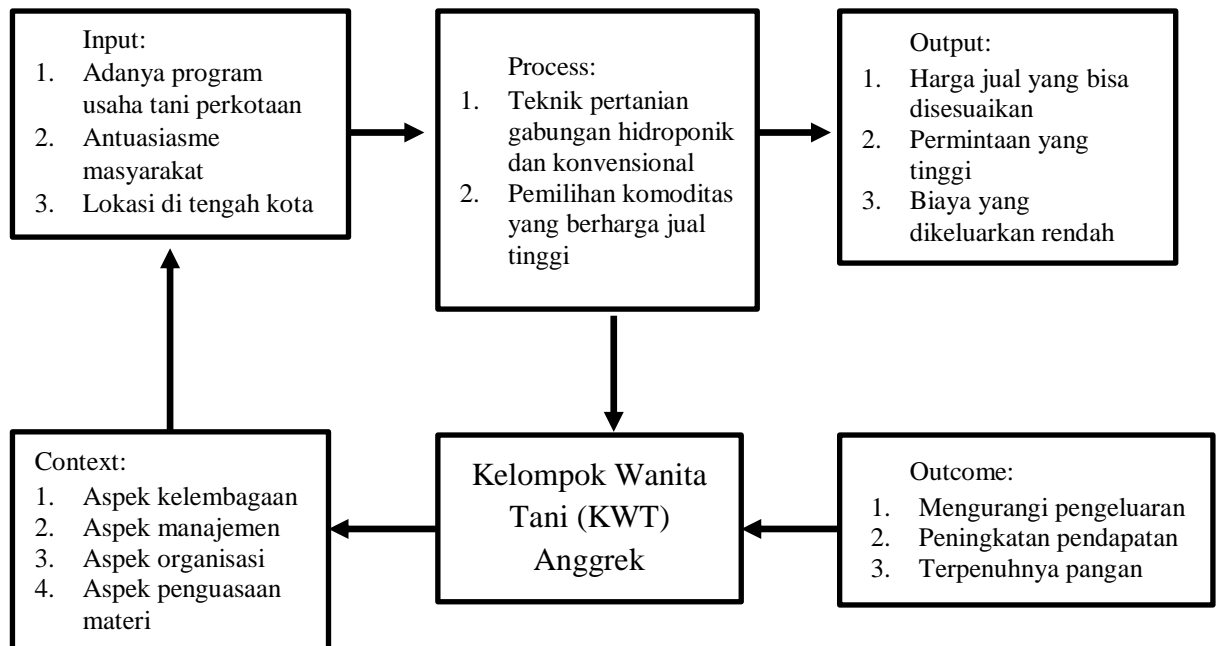 Input:
1. Adanya program
usaha tani perkotaan
2. Antuasiasme
masyarakat
3. Lokasi di tengah kota
Process:
1. Teknik pertanian
gabungan hidroponik
dan konvensional
2. Pemilihan komoditas
yang berharga jual
tinggi
Output:
1. Harga jual yang bisa
disesuaikan
2. Permintaan yang
tinggi
3. Biaya yang
dikeluarkan rendah
Context:
1. Aspek kelembagaan
2. Aspek manajemen
3. Aspek organisasi
4. Aspek penguasaan
materi
Kelompok Wanita
Tani (KWT)
Anggrek
Outcome:
1. Mengurangi pengeluaran
2. Peningkatan pendapatan
3. Terpenuhnya pangan